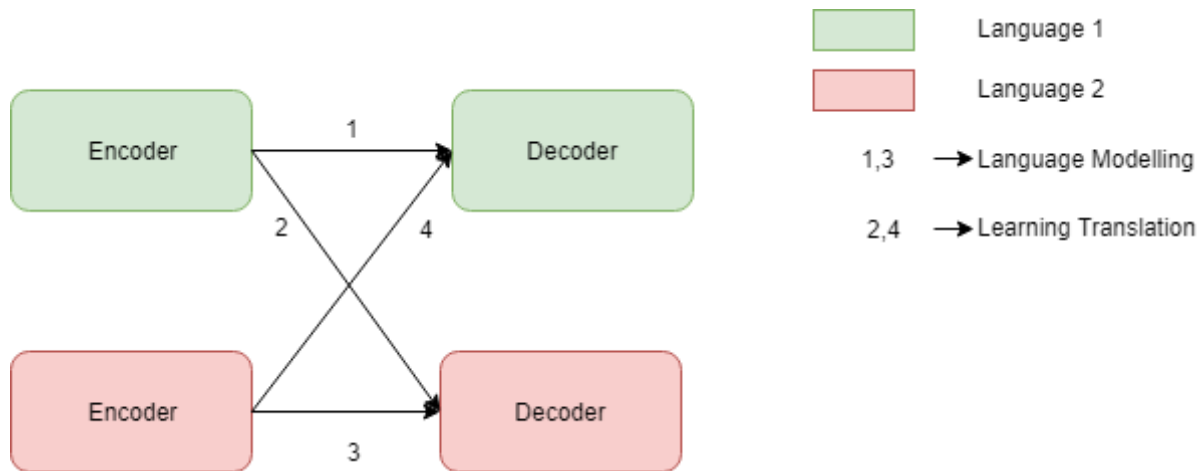 Language 1
Language 2
1
Encoder
Decoder
1,3
Language Modelling
2
4
2,4
Learning Translation
Encoder
Decoder
3